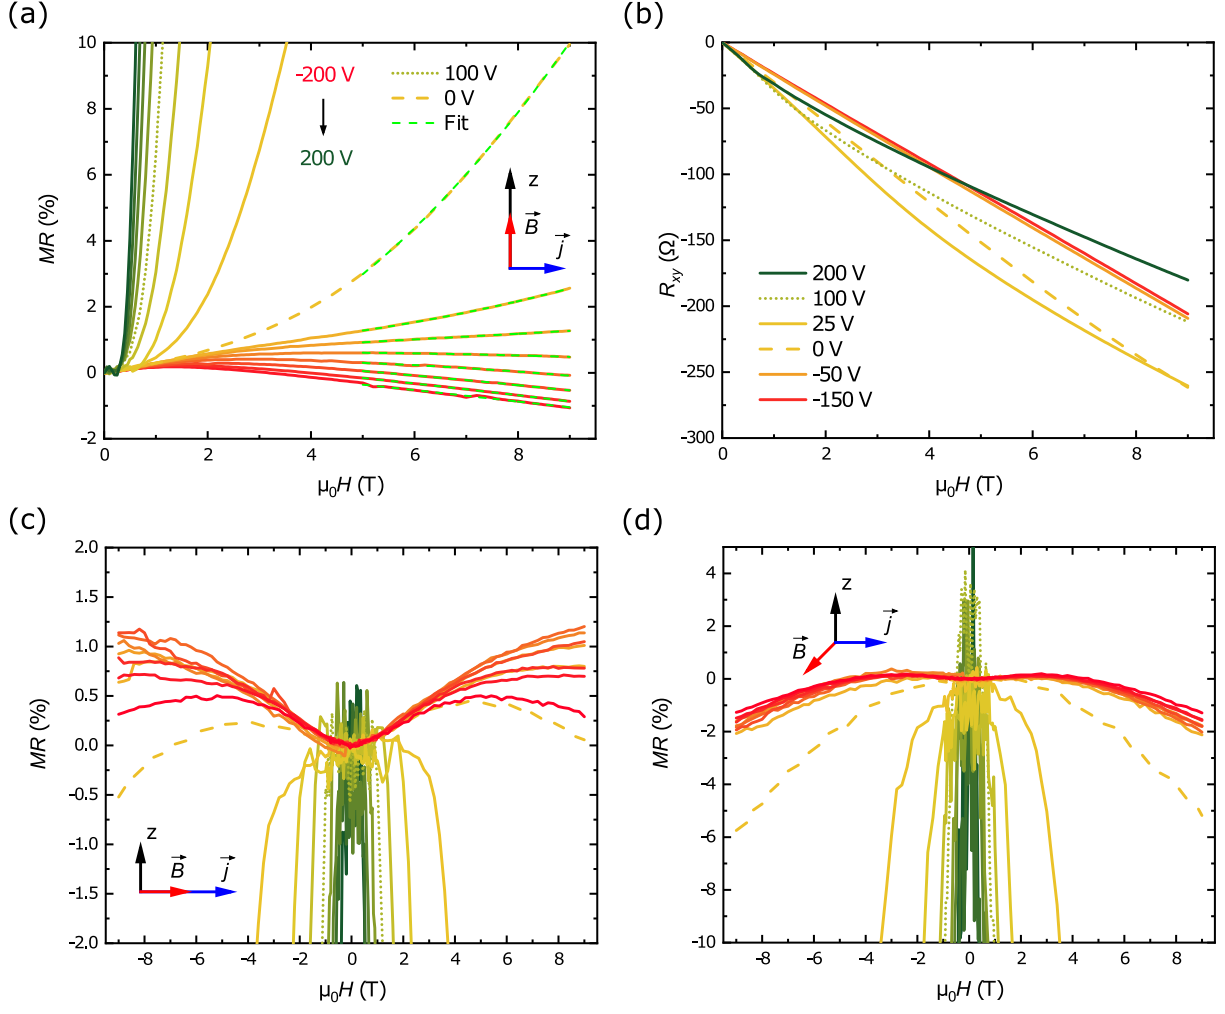 (a)
10
8
6
4
2
0
-2
MR (%)
0 2 4 6 8
μ₀H (T)
-200 V
200 V
100 V
0 V
Fit
z
B
j
(b)
0
-50
-100
-150
-200
-250
-300
Rxy (Ω)
0 2 4 6 8
μ₀H (T)
200 V
100 V
25 V
0 V
-50 V
-150 V
(c)
2.0
1.5
1.0
0.5
0.0
-0.5
-1.0
-1.5
-2.0
MR (%)
-8 -6 -4 -2 0 2 4 6 8
μ₀H (T)
z
B
j
(d)
4
2
0
-2
-4
-6
-8
-10
MR (%)
-8 -6 -4 -2 0 2 4 6 8
μ₀H (T)
z
j
B